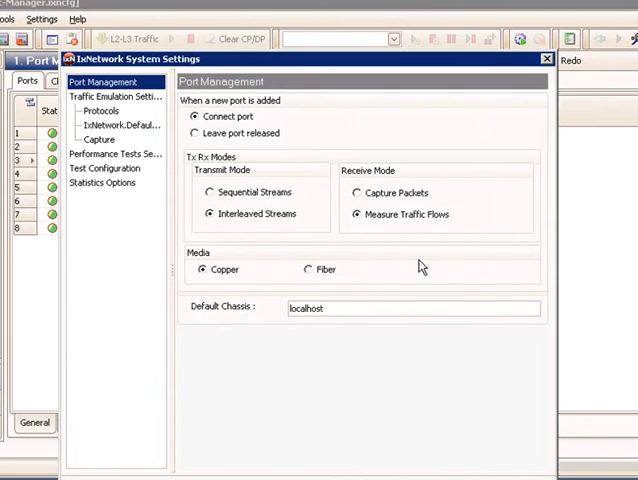 -Manager.ixncfg]
ools Settings Help
L2-L3 Traffic Clear CP/DP
1. Port M
Redo
IxNetwork System Settings
Ports
Stat
1
2
3
4
5
6
7
8
General
Port Management
Traffic Emulation Setti...
Protocols
IxNetwork.Defaul...
Capture
Performance Tests Se...
Test Configuration
Statistics Options
Port Management
When a new port is added
Connect port
Leave port released
Tx Rx Modes
Transmit Mode
Sequential Streams
Interleaved Streams
Receive Mode
Capture Packets
Measure Traffic Flows
Media
Copper
Fiber
Default Chassis :
localhost